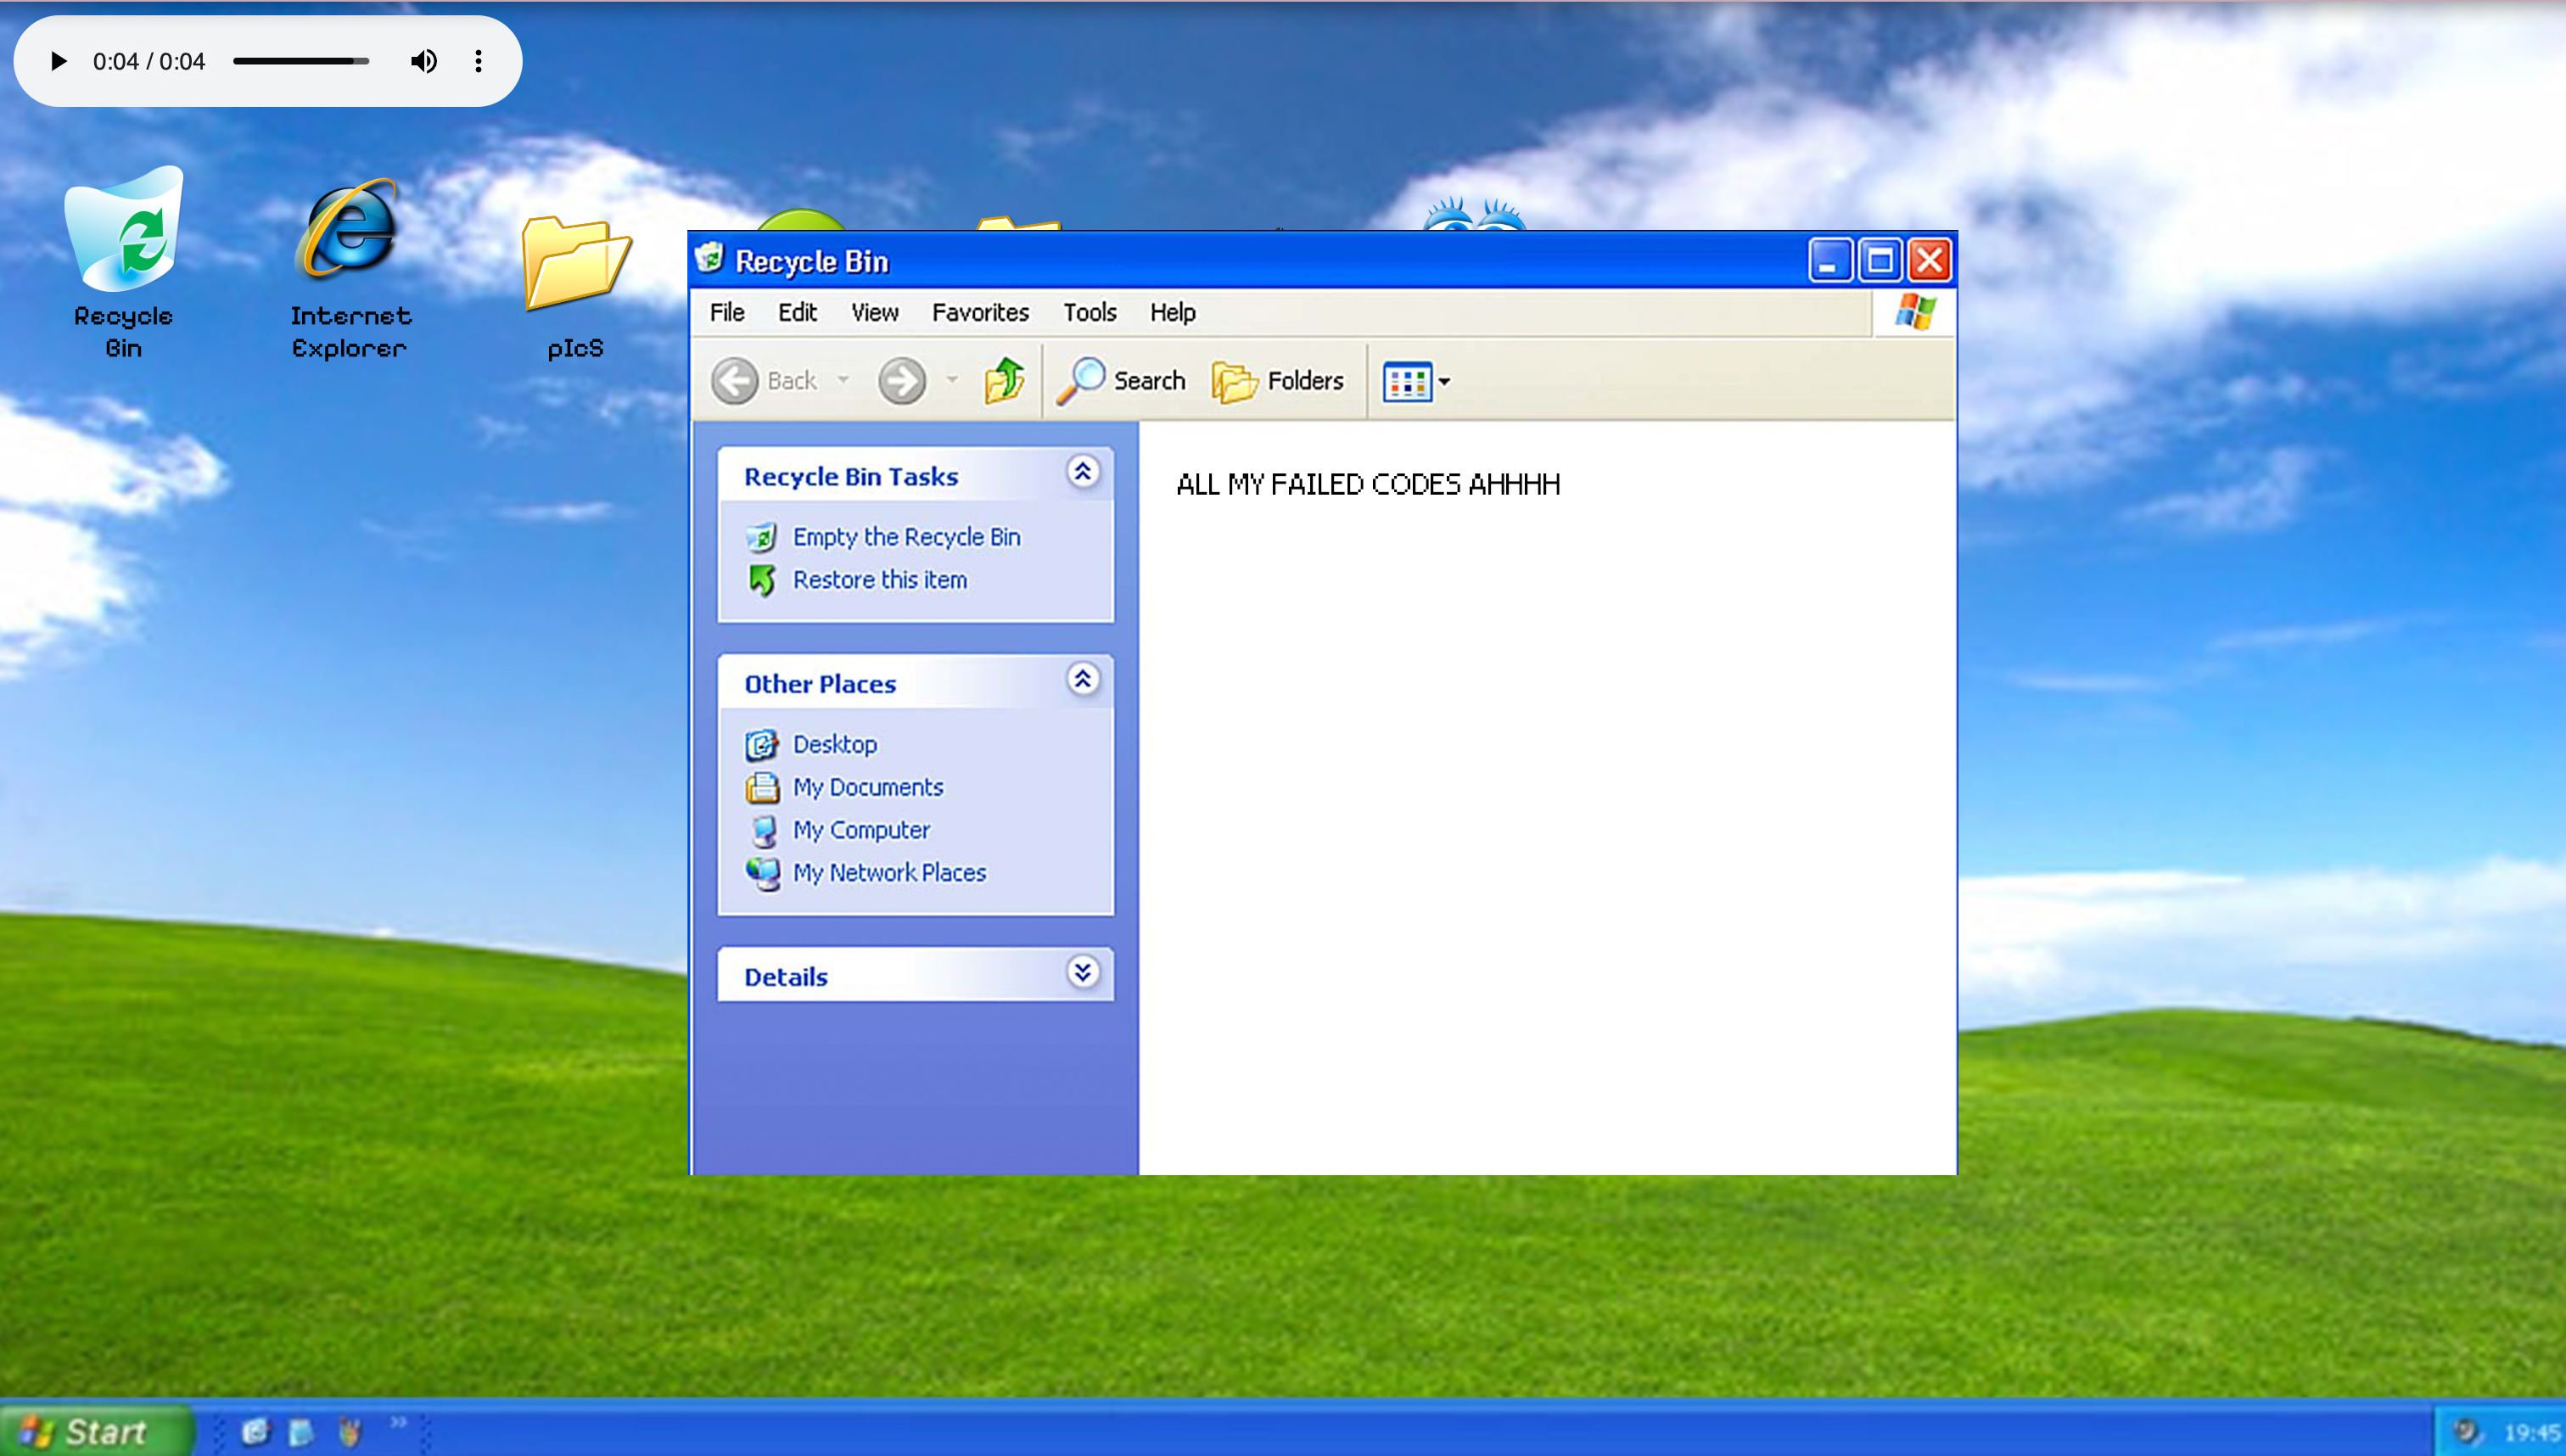 0:04 / 0:04
Recycle
Bin
Internet
Explorer
pIcS
Recycle Bin
File Edit View Favorites Tools Help
Back Search Folders
Recycle Bin Tasks
Empty the Recycle Bin
Restore this item
ALL MY FAILED CODES AHHHH
Other Places
Desktop
My Documents
My Computer
My Network Places
Details
Start
19:45